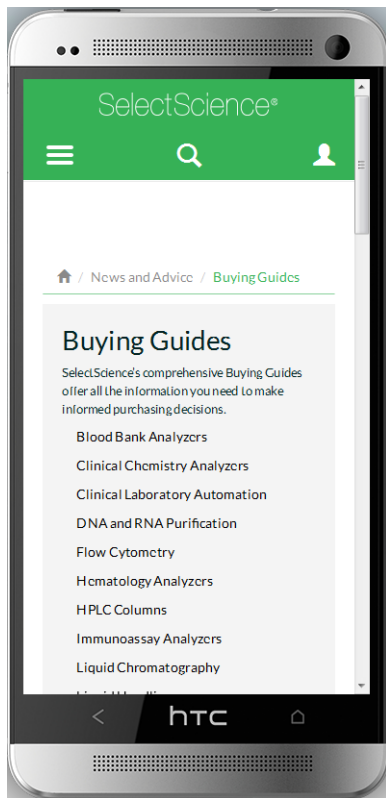 SelectScience®
/ News and Advice / Buying Guides
Buying Guides
SelectScience's comprehensive Buying Guides
offer all the information you need to make
informed purchasing decisions.
Blood Bank Analyzers
Clinical Chemistry Analyzers
Clinical Laboratory Automation
DNA and RNA Purification
Flow Cytometry
Hematology Analyzers
HPLC Columns
Immunoassay Analyzers
Liquid Chromatography
hTC